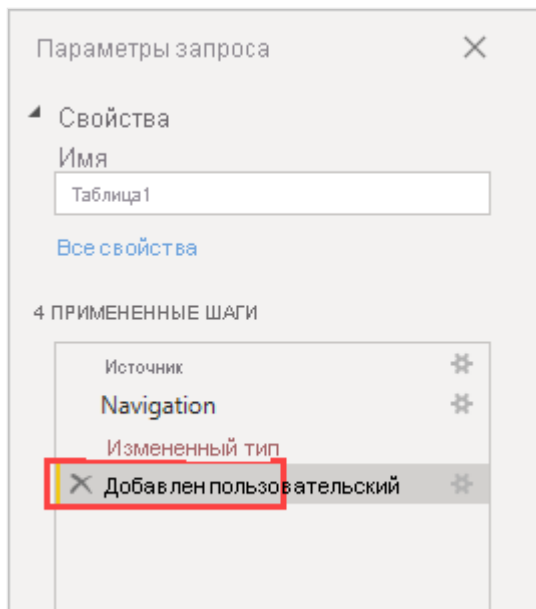 Параметры запроса
Свойства
Имя
Таблица1
Все свойства
4 ПРИМЕНЕННЫЕ ШАГИ
Источник
Navigation
Измененный тип
Добавлен пользовательский